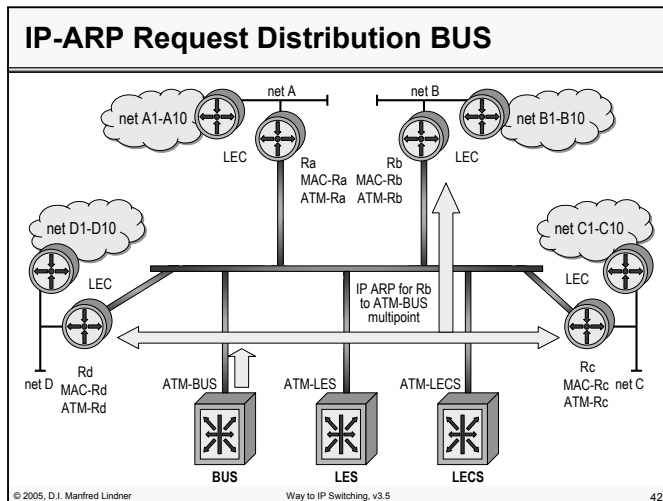 IP-ARP Request Distribution BUS
net A
net B
net A1-A10
net B1-B10
LEC
LEC
Ra
MAC-Ra
ATM-Ra
Rb
MAC-Rb
ATM-Rb
net D1-D10
net C1-C10
LEC
LEC
IP ARP for Rb
to ATM-BUS
multipoint
Rd
MAC-Rd
ATM-Rd
net D
ATM-BUS
ATM-LES
ATM-LECS
Rc
MAC-Rc
ATM-Rc
net C
BUS
LES
LECS
© 2005, D.I. Manfred Lindner
Way to IP Switching, v3.5
42